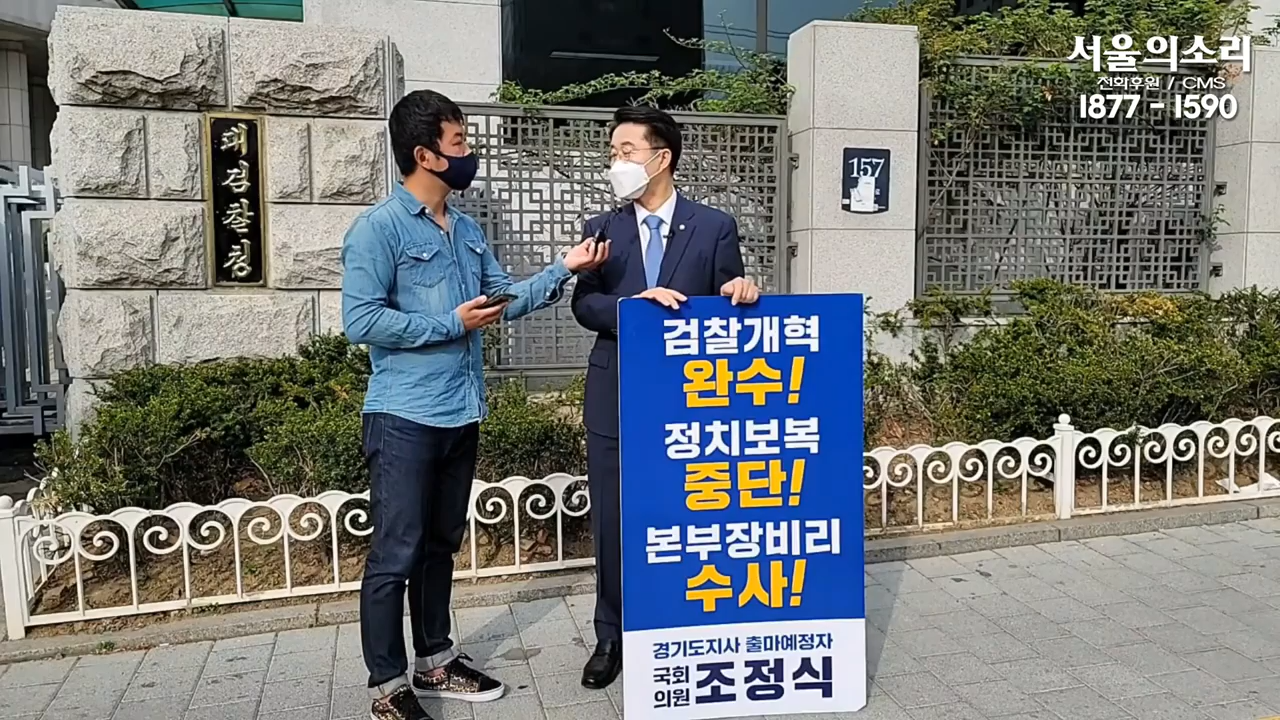 서울의소리
전화후원 / CMS
1877 - 1590
대검찰청
157
검찰개혁
완수!
정치보복
중단!
본부장비리
수사!
경기도지사 출마예정자
국회
의원
조정식